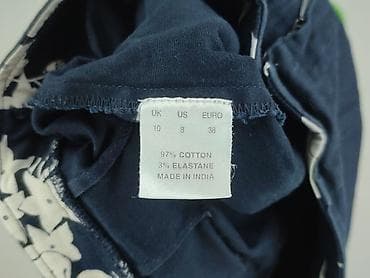 UK US EURO
10 8 38
97% COTTON
3% ELASTANE
MADE IN INDIA